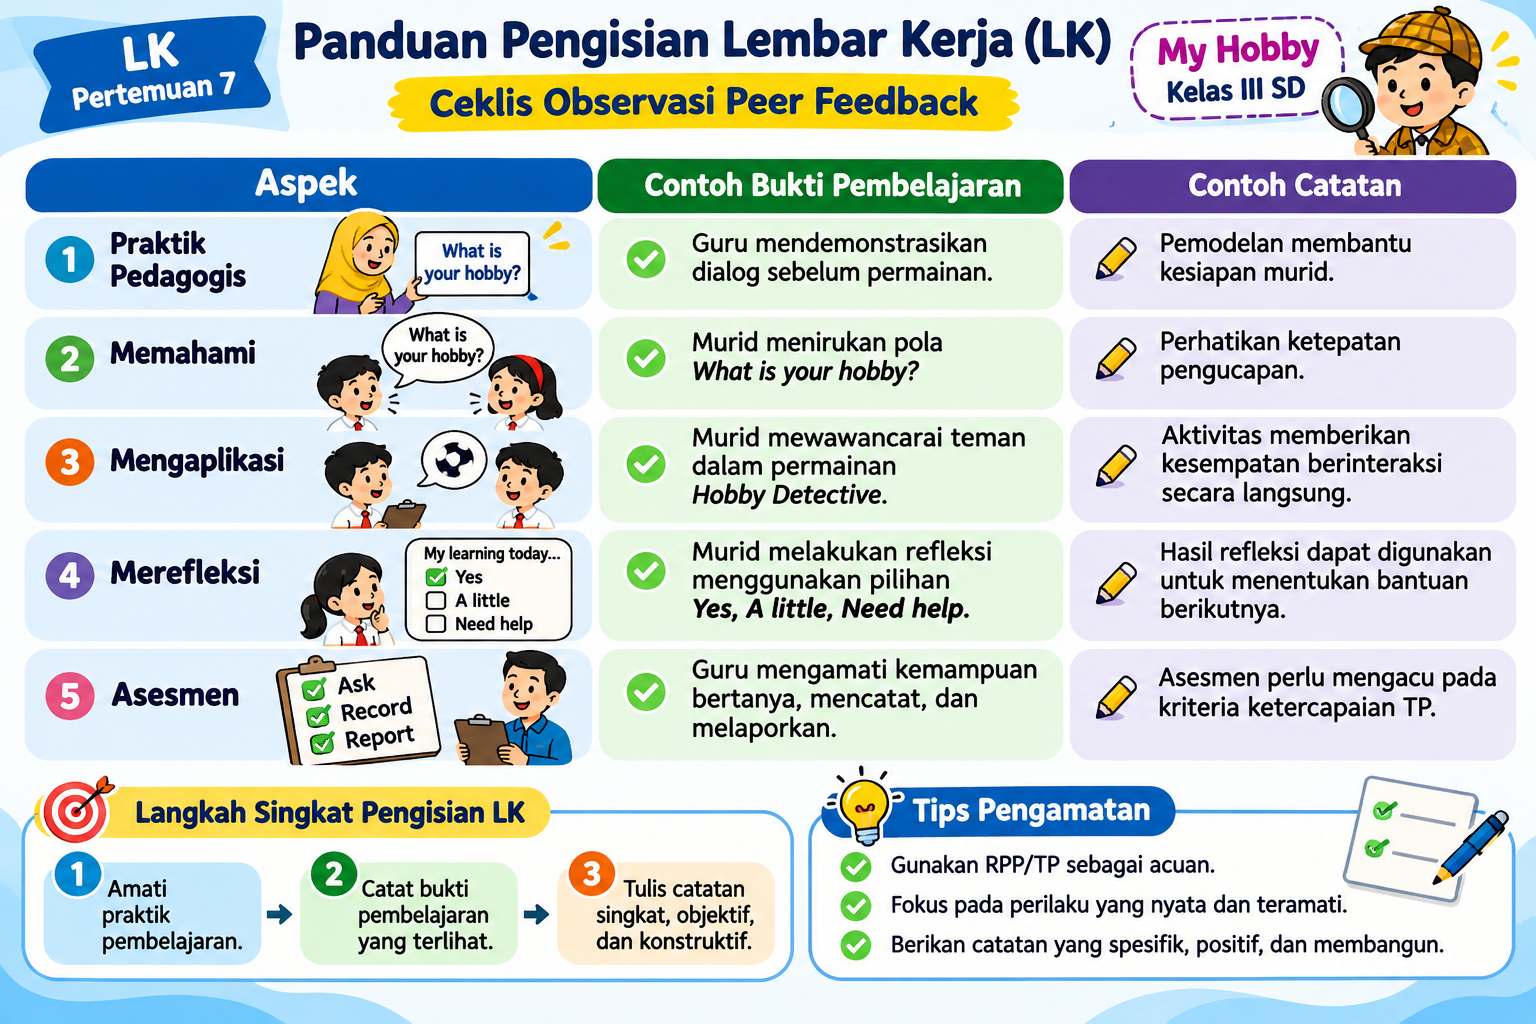 LK
Pertemuan 7
Panduan Pengisian Lembar Kerja (LK)
Ceklis Observasi Peer Feedback
My Hobby
Kelas III SD
Aspek
Contoh Bukti Pembelajaran
Contoh Catatan
1
Praktik
Pedagogis
What is
your hobby?
Guru mendemonstrasikan
dialog sebelum permainan.
Pemodelan membantu
kesiapan murid.
2
Memahami
What is
your hobby?
Murid menirukan pola
What is your hobby?
Perhatikan ketepatan
pengucapan.
3
Mengaplikasi
Murid mewawancarai teman
dalam permainan
Hobby Detective.
Aktivitas memberikan
kesempatan berinteraksi
secara langsung.
4
Merefleksi
My learning today...
Yes
A little
Need help
Murid melakukan refleksi
menggunakan pilihan
Yes, A little, Need help.
Hasil refleksi dapat digunakan
untuk menentukan bantuan
berikutnya.
5
Asesmen
Ask
Record
Report
Guru mengamati kemampuan
bertanya, mencatat, dan
melaporkan.
Asesmen perlu mengacu pada
kriteria ketercapaian TP.
Langkah Singkat Pengisian LK
1
Amati
praktik
pembelajaran.
2
Catat bukti
pembelajaran
yang terlihat.
3
Tulis catatan
singkat, objektif,
dan konstruktif.
Tips Pengamatan
Gunakan RPP/TP sebagai acuan.
Fokus pada perilaku yang nyata dan teramati.
Berikan catatan yang spesifik, positif, dan membangun.